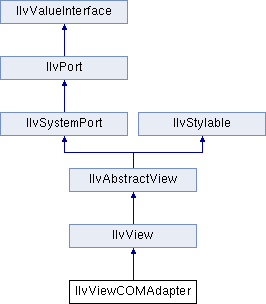 IlvValueInterface
IlvPort
IlvSystemPort
IlvStylable
IlvAbstractView
IlvView
IlvViewCOMAdapter